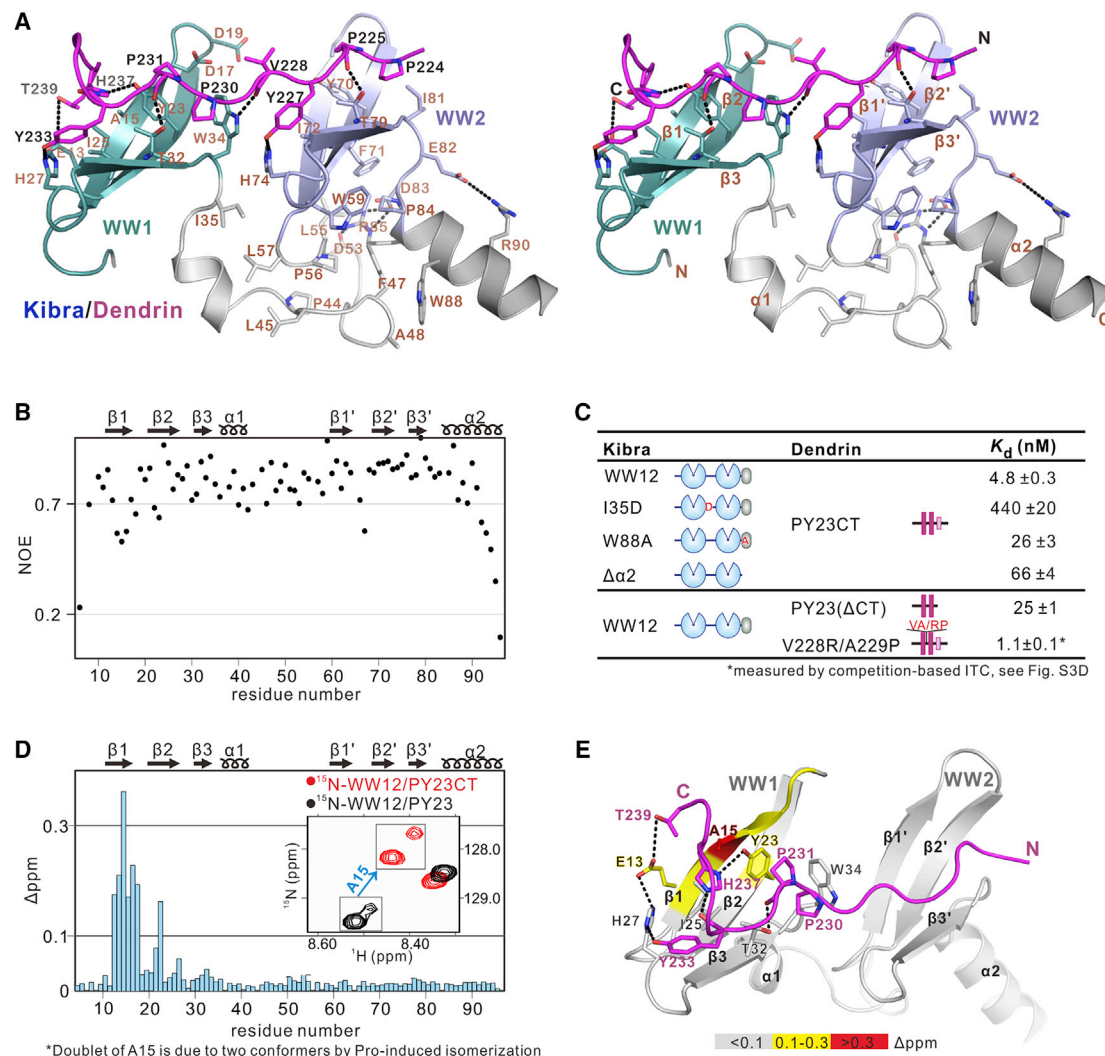 A
D19
P231
D17
V228
P225
N
H237
P230
P224
T239
Y23
Y227
Y70
I81
A15
W34
I72
T79
Y233
I25
E13
T32
F71
E82
H27
H74
D83
W59
P84
WW1
I35
L55
R85
D53
R90
L57
P56
F47
Kibra/Dendrin
P44
W88
L45
A48
WW2
C
N
β2
β1
β1'
β2'
β3'
WW2
β3
WW1
N
α1
α2
C
B
β1 β2 β3 α1 β1' β2' β3' α2
NOE
0.7
0.2
10 20 30 40 50 60 70 80 90
residue number
C
Kibra Dendrin Kd (nM)
WW12 4.8 ±0.3
I35D D PY23CT 440 ±20
W88A A 26 ±3
Δα2 66 ±4
WW12 PY23(ΔCT) 25 ±1
VA/RP
V228R/A229P 1.1±0.1*
*measured by competition-based ITC, see Fig. S3D
D
β1 β2 β3 α1 β1' β2' β3' α2
Δppm
0.3
0.1
0
15N-WW12/PY23CT
15N-WW12/PY23
A15
128.0
129.0
15N (ppm)
8.60 8.40
1H (ppm)
10 20 30 40 50 60 70 80 90
residue number
*Doublet of A15 is due to two conformers by Pro-induced isomerization
E
WW1
WW2
C
T239
A15
Y23
P231
β1'
N
E13
W34
β2'
β1
H237
β2
H27
I25
P230
β3'
T32
Y233
β3
α1
α2
<0.1 0.1-0.3 >0.3 Δppm